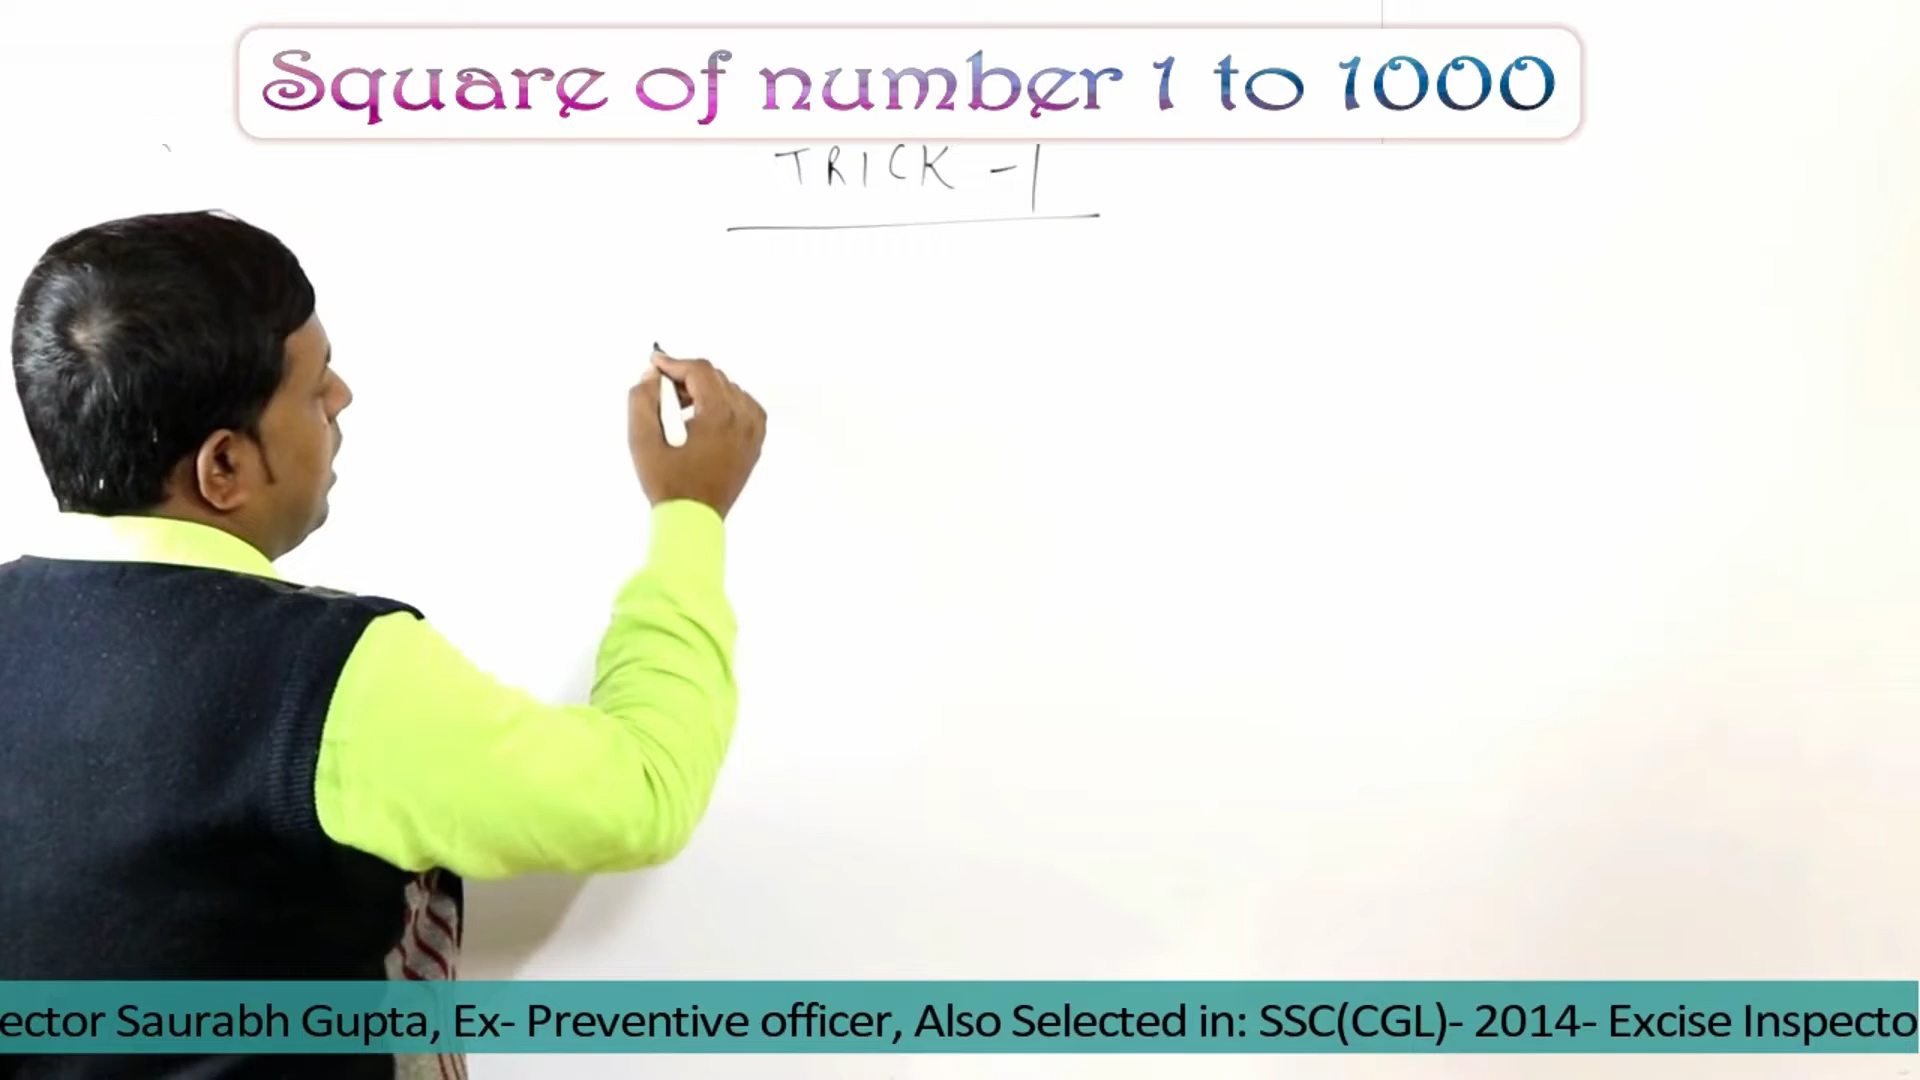 Square of number 1 to 1000
TRICK -1
ector Saurabh Gupta, Ex- Preventive officer, Also Selected in: SSC(CGL)- 2014- Excise Inspecto